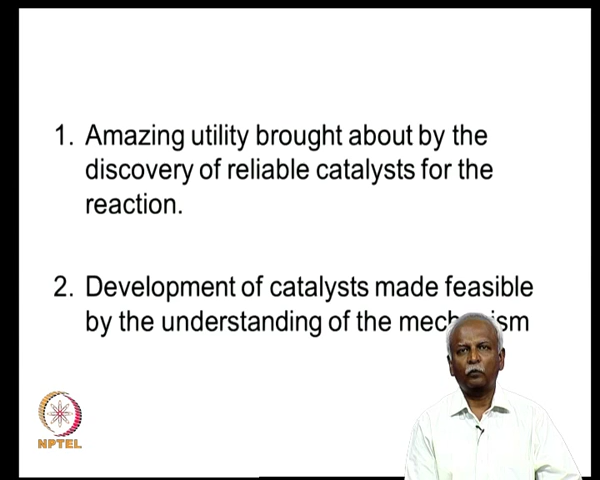 1. Amazing utility brought about by the
discovery of reliable catalysts for the
reaction.
2. Development of catalysts made feasible
by the understanding of the
NPTEL